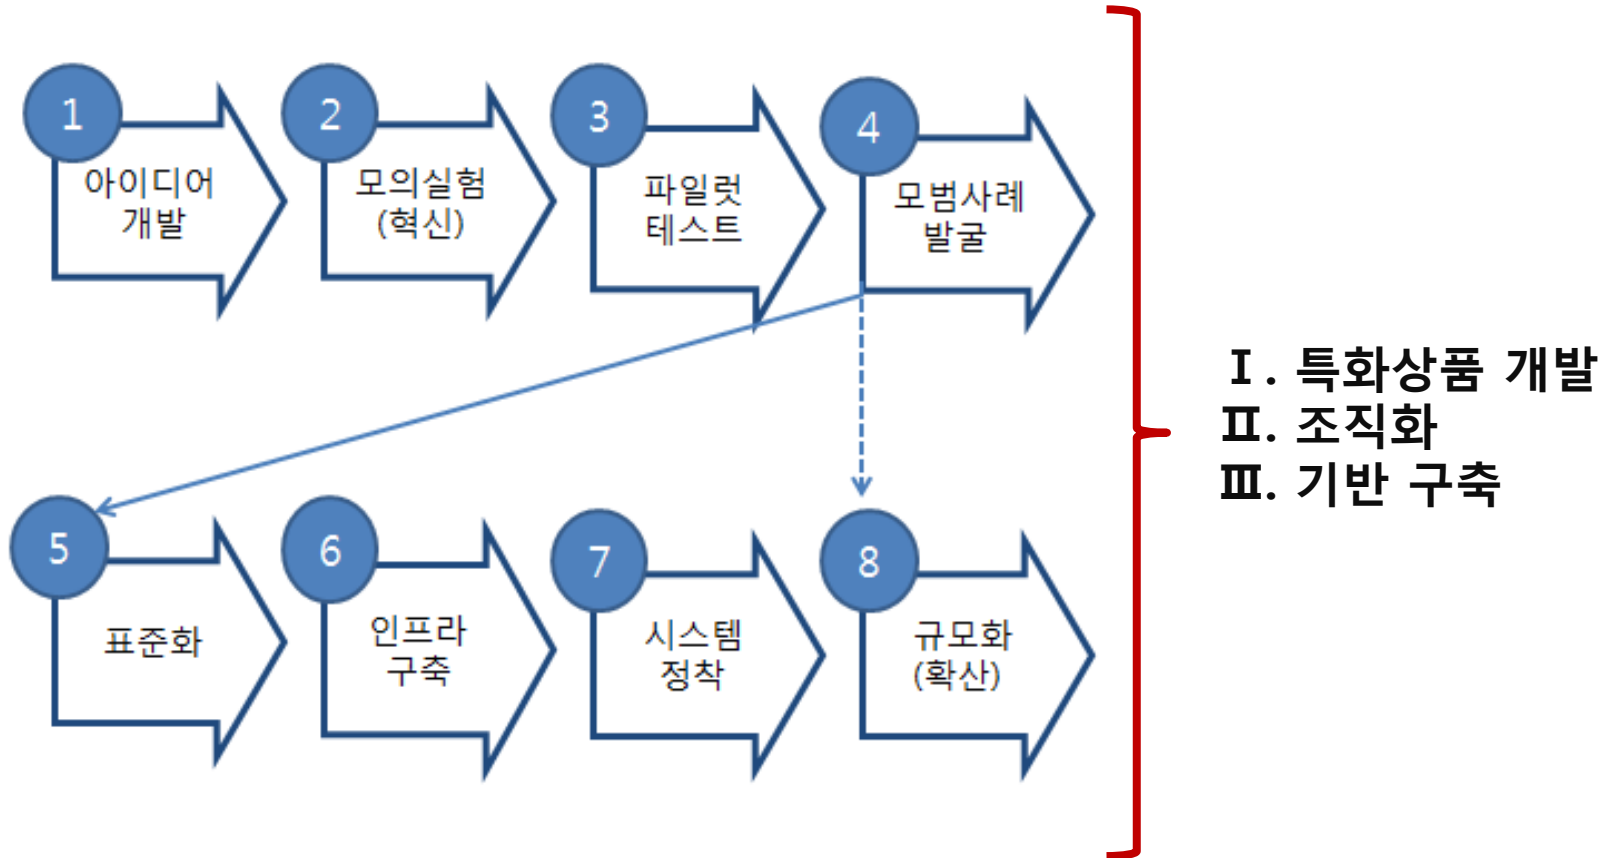 1
아이디어
개발
2
모의실험
(혁신)
3
파일럿
테스트
4
모범사례
발굴
5
표준화
6
인프라
구축
7
시스템
정착
8
규모화
(확산)
Ⅰ. 특화상품 개발
Ⅱ. 조직화
Ⅲ. 기반 구축